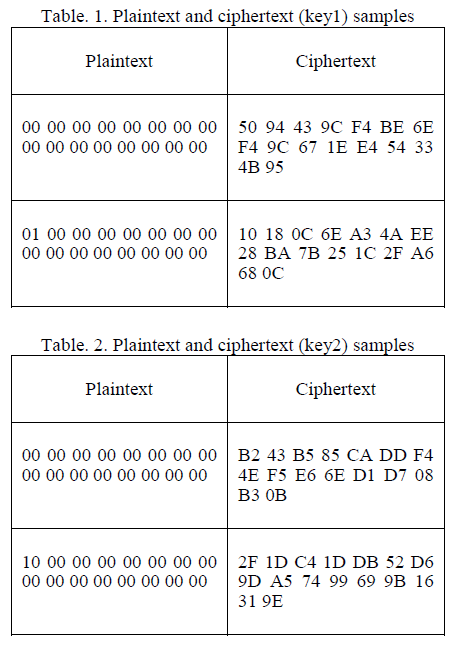 Table. 1. Plaintext and ciphertext (key1) samples
Plaintext Ciphertext
00 00 00 00 00 00 00 00 50 94 43 9C F4 BE 6E
00 00 00 00 00 00 00 00 F4 9C 67 1E E4 54 33
4B 95
01 00 00 00 00 00 00 00 10 18 0C 6E A3 4A EE
00 00 00 00 00 00 00 00 28 BA 7B 25 1C 2F A6
68 0C
Table. 2. Plaintext and ciphertext (key2) samples
Plaintext Ciphertext
00 00 00 00 00 00 00 00 B2 43 B5 85 CA DD F4
00 00 00 00 00 00 00 00 4E F5 E6 6E D1 D7 08
B3 0B
10 00 00 00 00 00 00 00 2F 1D C4 1D DB 52 D6
00 00 00 00 00 00 00 00 9D A5 74 99 69 9B 16
31 9E